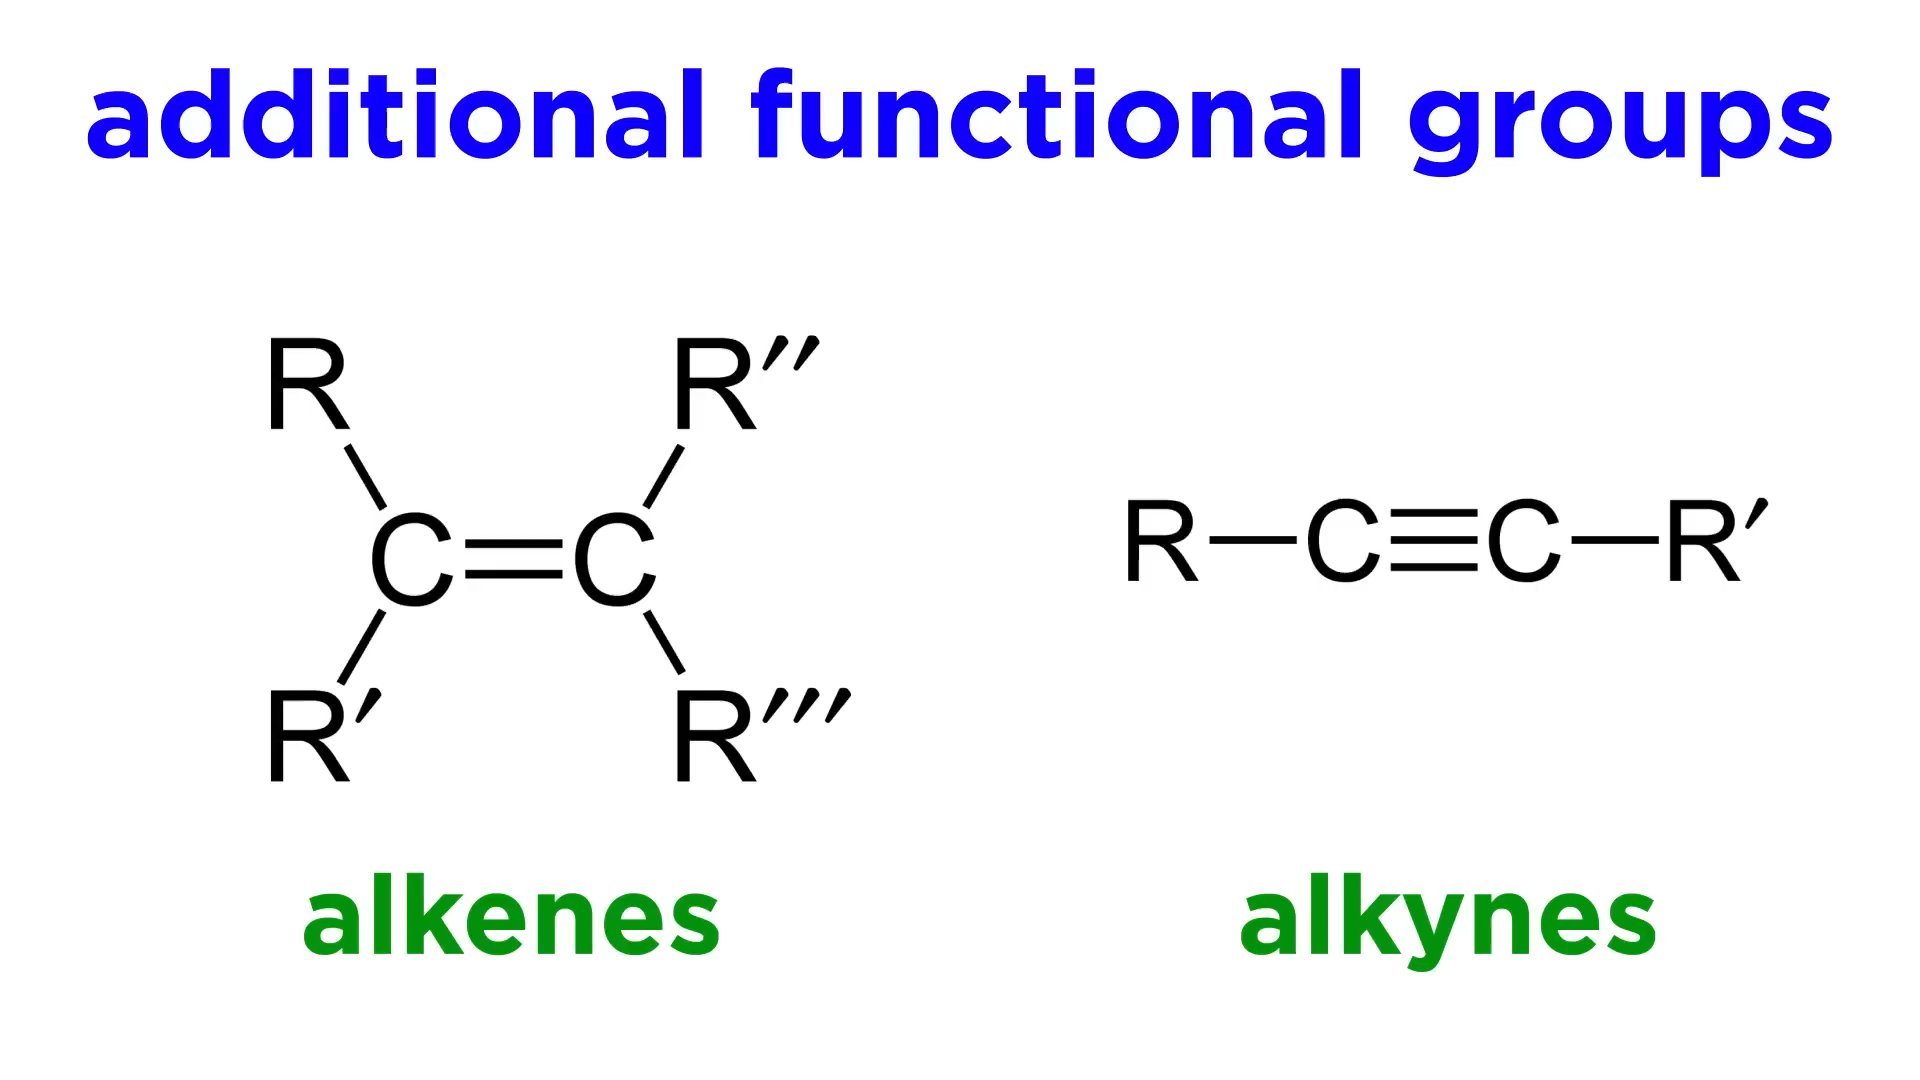 additional functional groups
R R″
C=C
R′ R‴
R—C≡C—R′
alkenes
alkynes